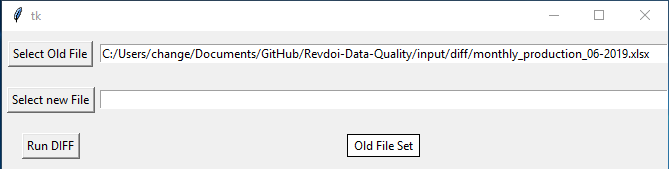 tk
Select Old File C:/Users/change/Documents/GitHub/Revdoi-Data-Quality/input/diff/monthly_production_06-2019.xlsx
Select new File
Run DIFF Old File Set